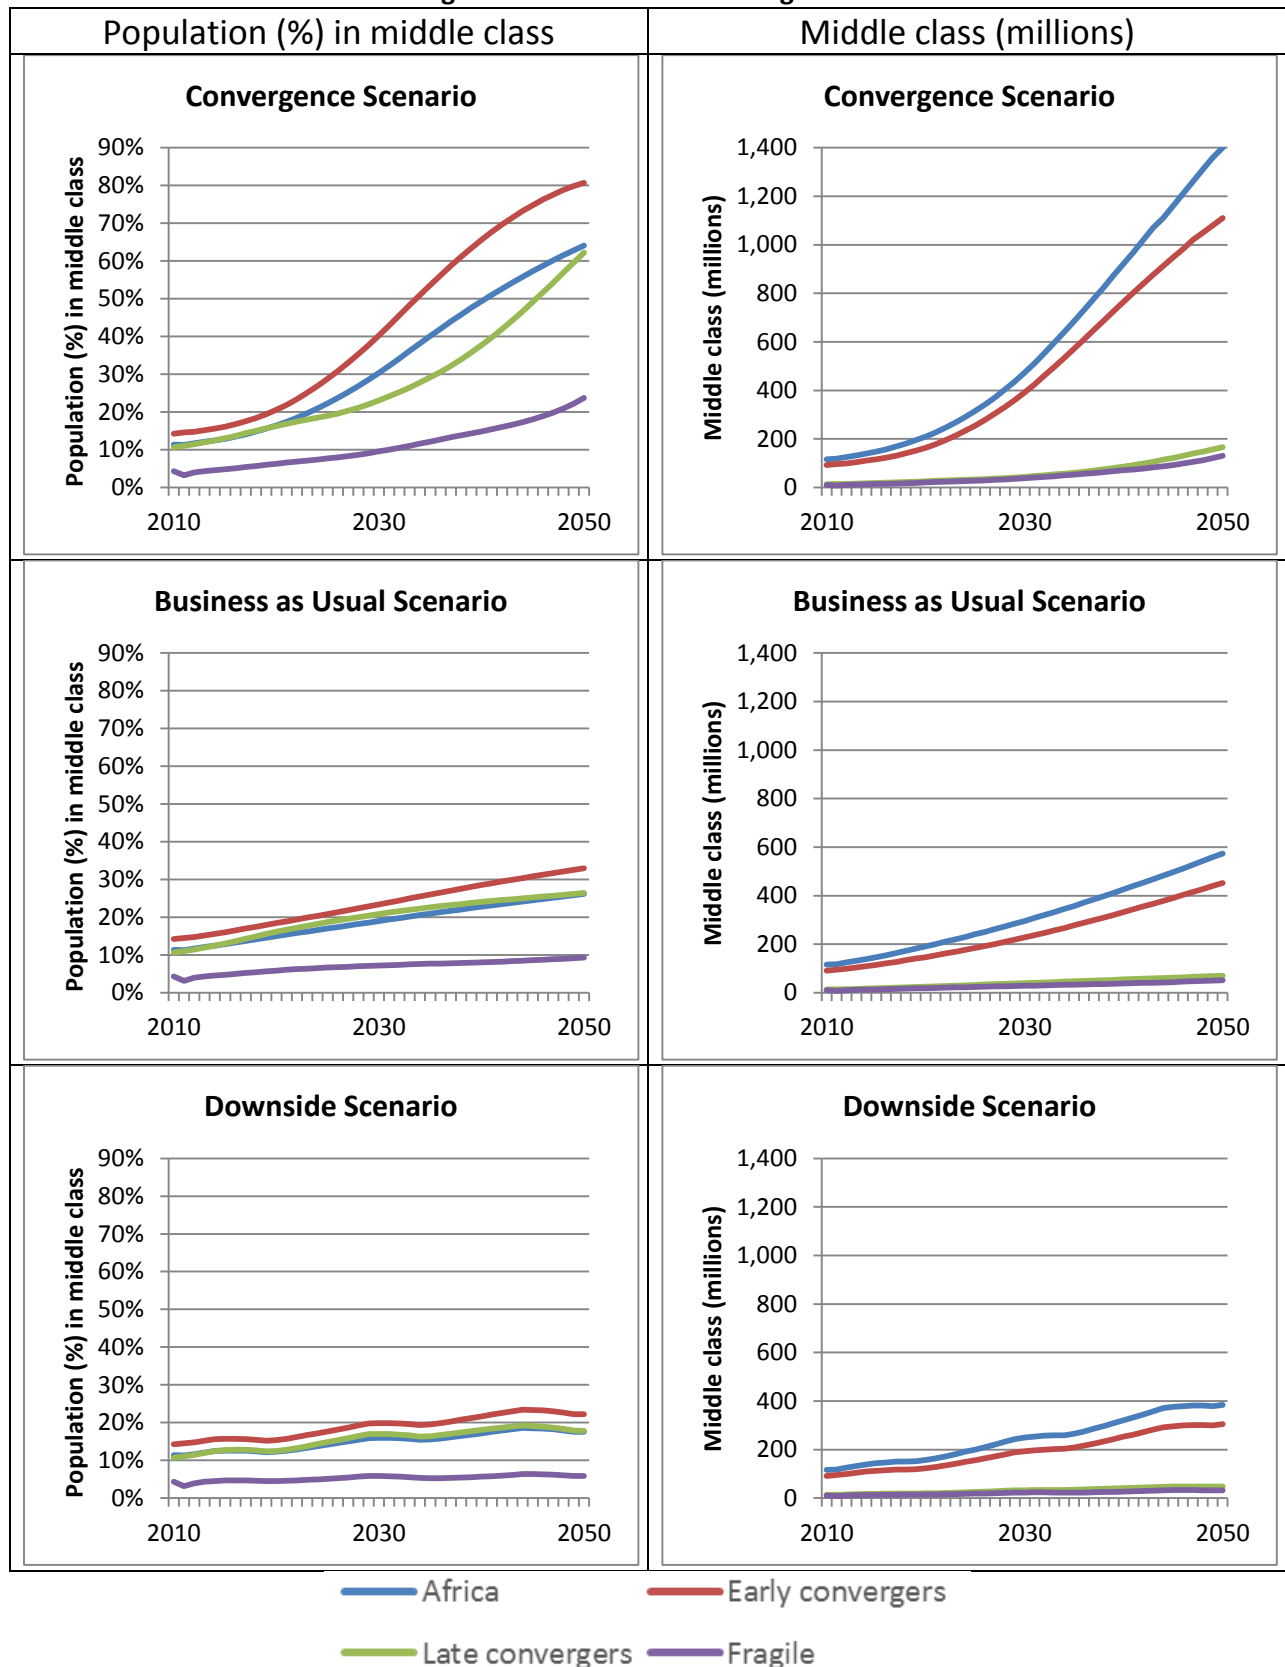 Population (%) in middle class
Middle class (millions)
Convergence Scenario
Population (%) in middle class
90%
80%
70%
60%
50%
40%
30%
20%
10%
0%
2010 2030 2050
Convergence Scenario
Middle class (millions)
1,400
1,200
1,000
800
600
400
200
0
2010 2030 2050
Business as Usual Scenario
Population (%) in middle class
90%
80%
70%
60%
50%
40%
30%
20%
10%
0%
2010 2030 2050
Business as Usual Scenario
Middle class (millions)
1,400
1,200
1,000
800
600
400
200
0
2010 2030 2050
Downside Scenario
Population (%) in middle class
90%
80%
70%
60%
50%
40%
30%
20%
10%
0%
2010 2030 2050
Downside Scenario
Middle class (millions)
1,400
1,200
1,000
800
600
400
200
0
2010 2030 2050
Africa Early convergers
Late convergers Fragile